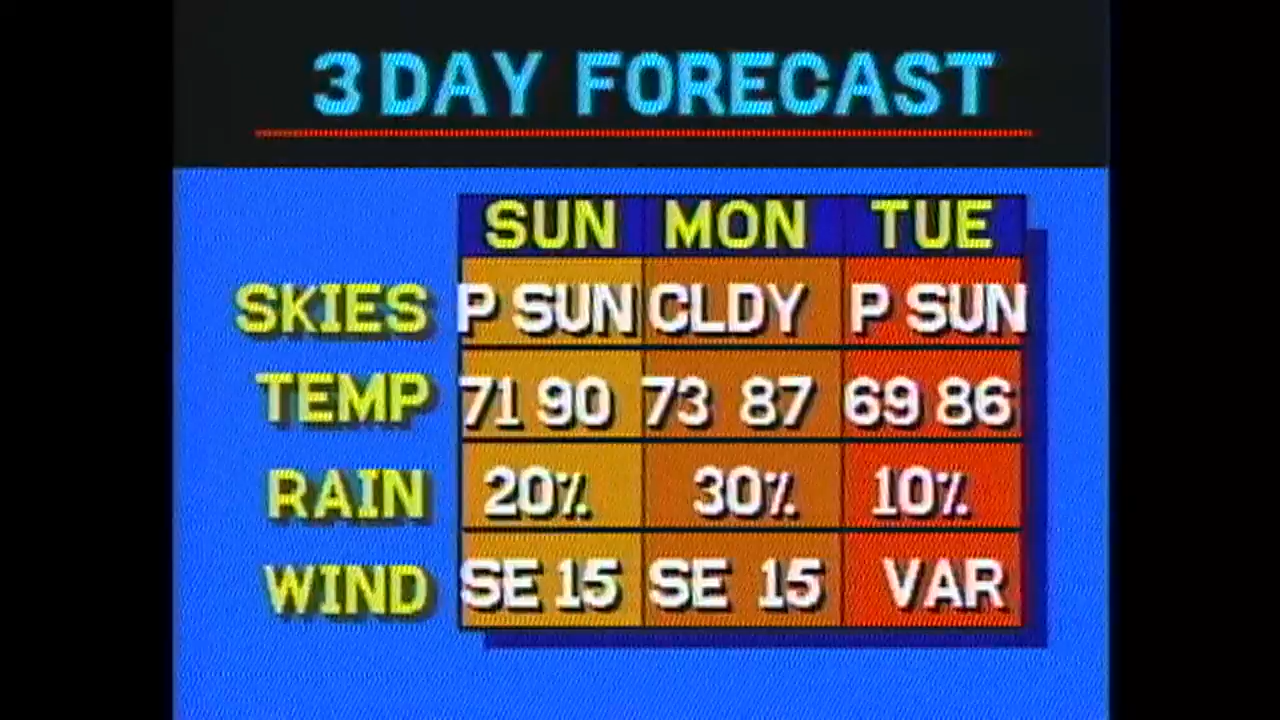 3 DAY FORECAST
SUN MON TUE
SKIES P SUN CLDY P SUN
TEMP 71 90 73 87 69 86
RAIN 20% 30% 10%
WIND SE 15 SE 15 VAR